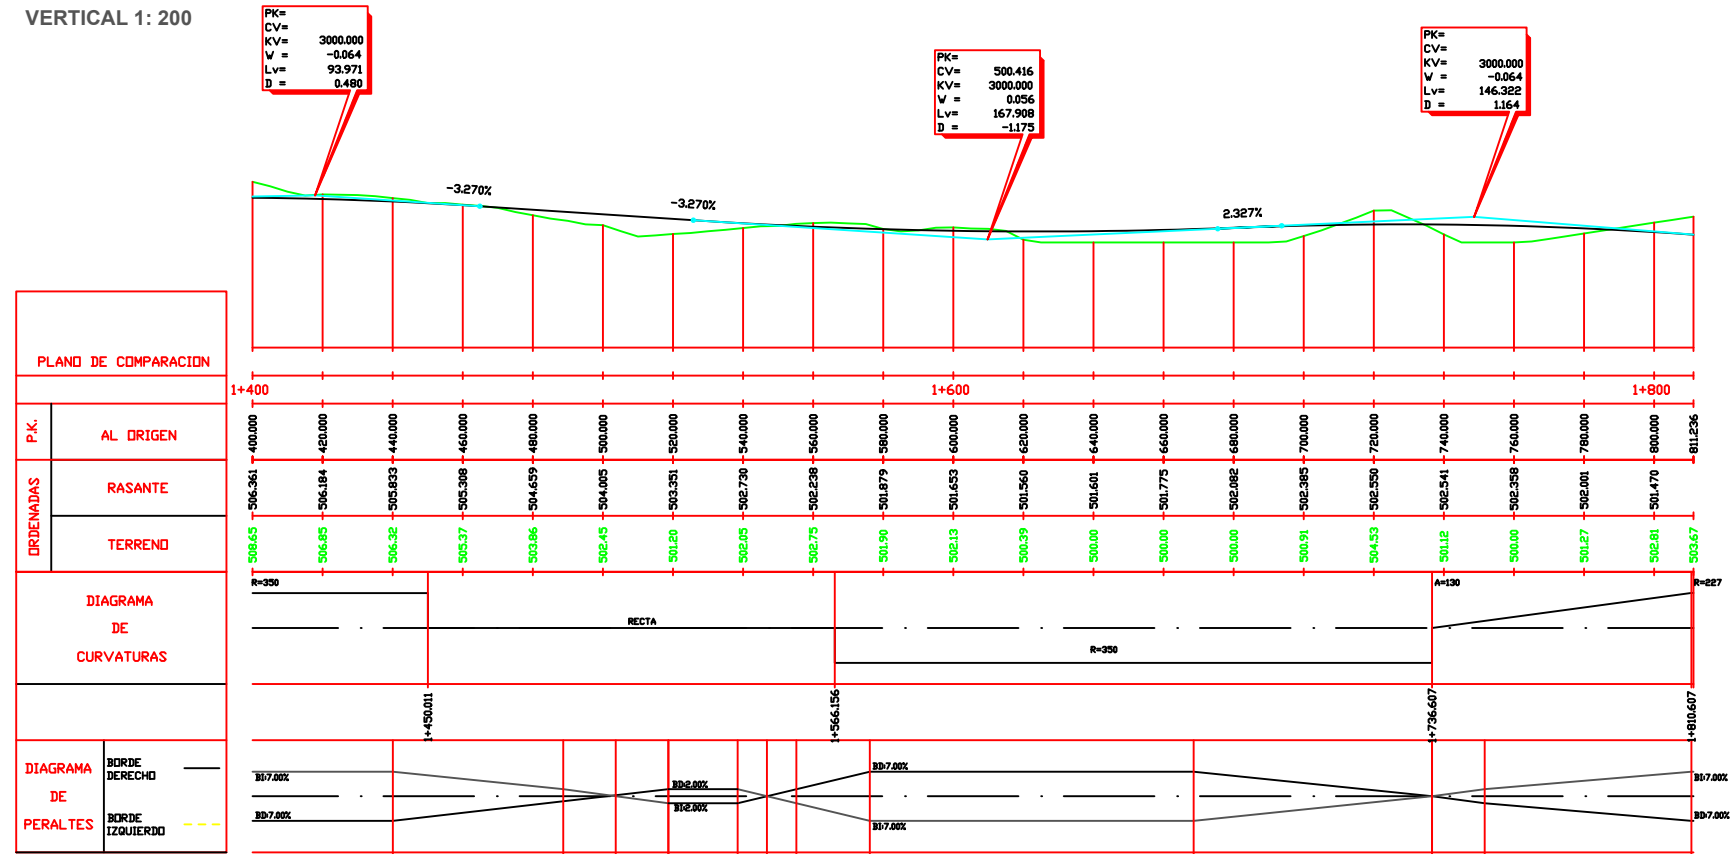 VERTICAL 1: 200
PK=
CV=
KV= 3000.000
W = -0.064
Lv= 93.971
D = 0.480
PK=
CV= 500.416
KV= 3000.000
W = 0.056
Lv= 167.908
D = -1.175
PK=
CV=
KV= 3000.000
W = -0.064
Lv= 146.322
D = 1.164
-3.270%
-3.270%
2.327%
PLANO DE COMPARACION
1+400 1+600 1+800
P.K.
AL ORIGEN
400.000 420.000 440.000 460.000 480.000 500.000 520.000 540.000 560.000 580.000 600.000 620.000 640.000 660.000 680.000 700.000 720.000 740.000 760.000 780.000 800.000 811.236
ORDENADAS
RASANTE
506.361 506.184 505.833 505.308 504.659 504.005 503.351 502.730 502.238 501.879 501.653 501.560 501.601 501.775 502.082 502.385 502.550 502.541 502.358 502.001 501.470
TERRENO
508.65 506.85 506.32 505.37 503.86 502.45 501.20 502.05 502.75 501.90 502.13 500.39 500.00 500.00 500.00 500.91 504.53 501.12 500.00 501.27 502.81 503.67
DIAGRAMA
DE
CURVATURAS
R=350
RECTA
R=350
A=130
R=227
1+450.011 1+566.156 1+736.607 1+810.607
DIAGRAMA
DE
PERALTES
BORDE
DERECHO
BORDE
IZQUIERDO
BI:7.00%
BD:7.00%
BD:2.00%
BI:2.00%
BD:7.00%
BI:7.00%
BI:7.00%
BD:7.00%